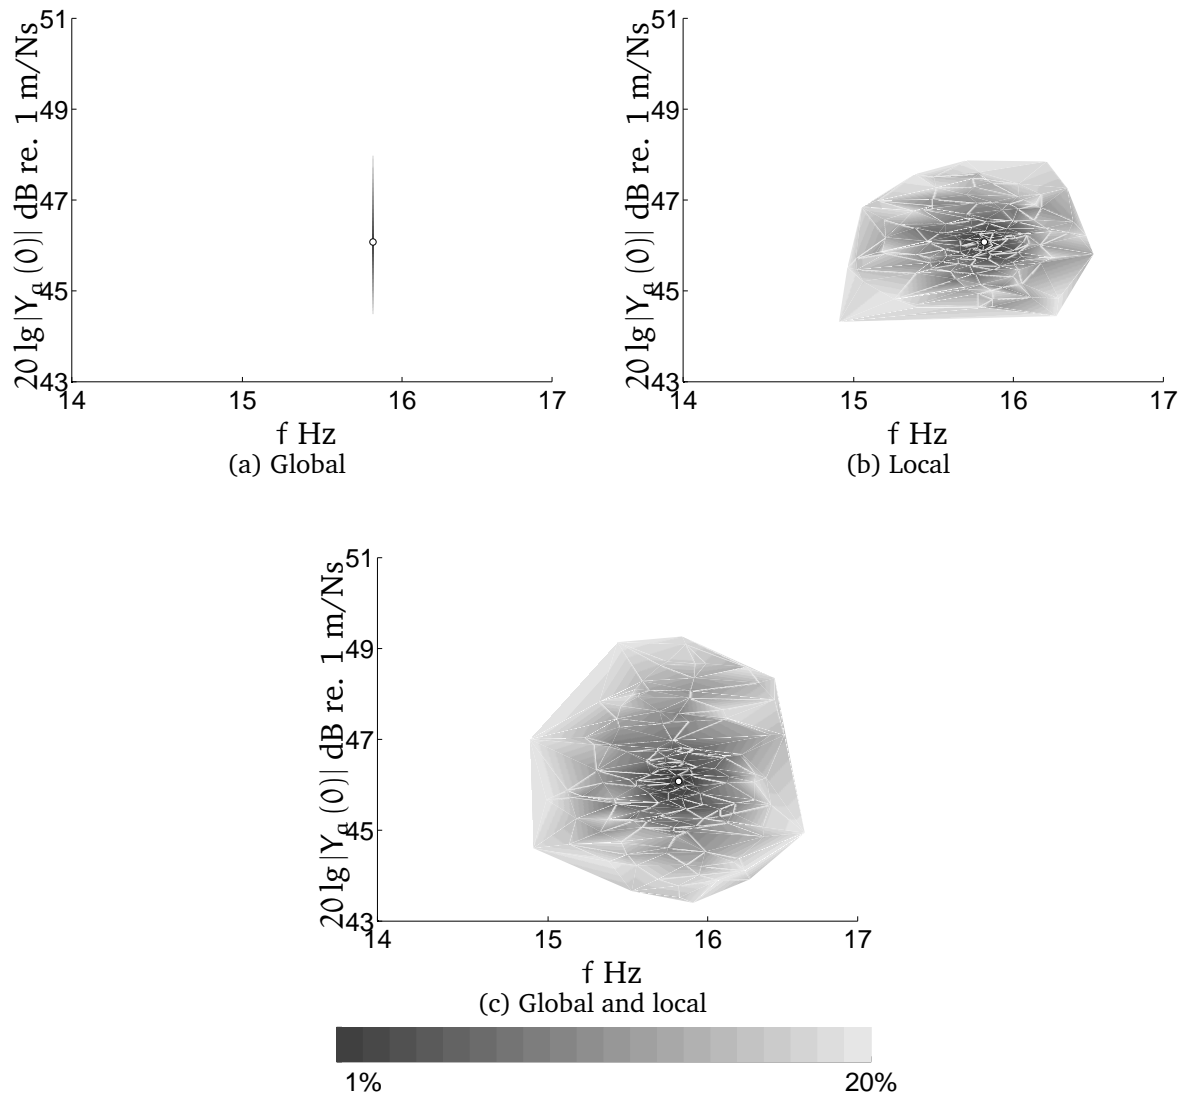 51
49
47
45
43
20 lg |Yₐ (0)| dB re. 1 m/Ns
14 15 16 17
f Hz
(a) Global
51
49
47
45
43
20 lg |Yₐ (0)| dB re. 1 m/Ns
14 15 16 17
f Hz
(b) Local
51
49
47
45
43
20 lg |Yₐ (0)| dB re. 1 m/Ns
14 15 16 17
f Hz
(c) Global and local
1% 20%